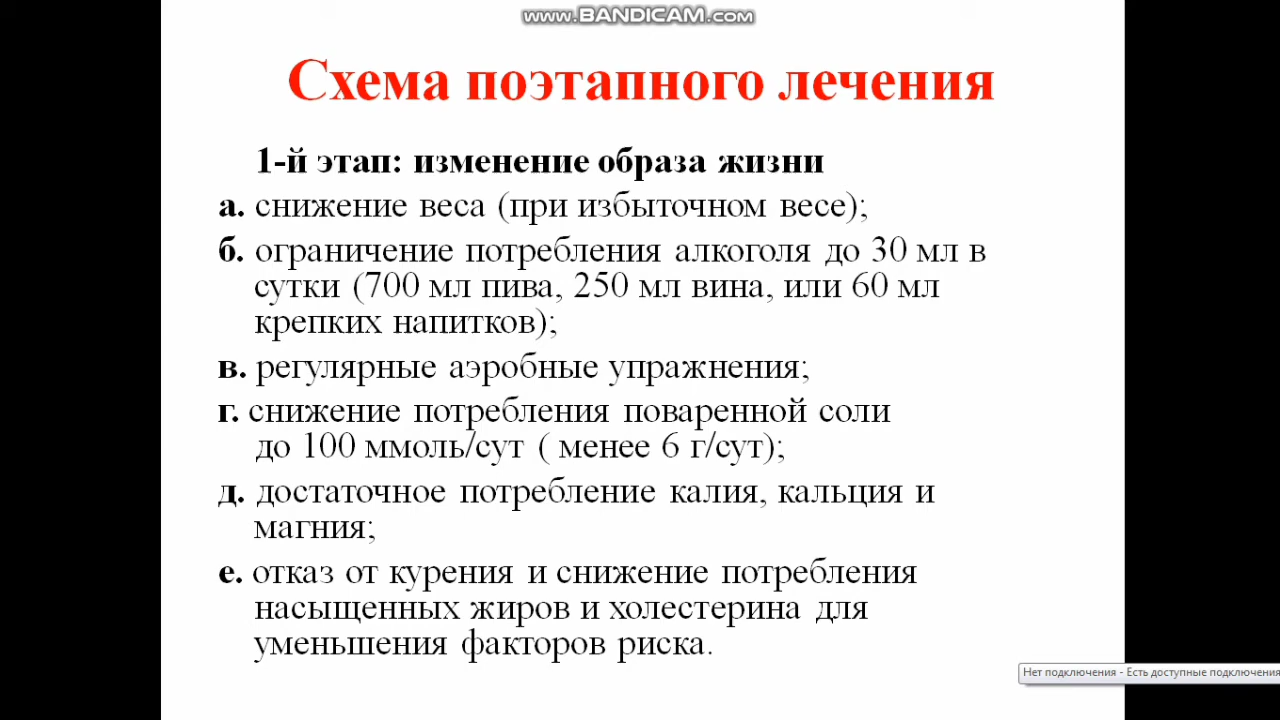 www.BANDICAM.com
Схема поэтапного лечения
1-й этап: изменение образа жизни
а. снижение веса (при избыточном весе);
б. ограничение потребления алкоголя до 30 мл в
сутки (700 мл пива, 250 мл вина, или 60 мл
крепких напитков);
в. регулярные аэробные упражнения;
г. снижение потребления поваренной соли
до 100 ммоль/сут ( менее 6 г/сут);
д. достаточное потребление калия, кальция и
магния;
е. отказ от курения и снижение потребления
насыщенных жиров и холестерина для
уменьшения факторов риска.
Нет подключения - Есть доступные подключения